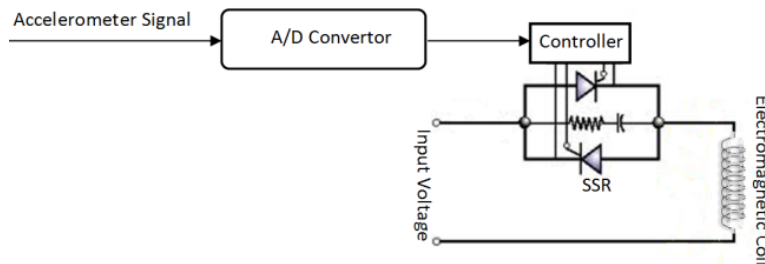 Accelerometer Signal
A/D Convertor
Controller
Input Voltage
SSR
Electromagnetic Coil